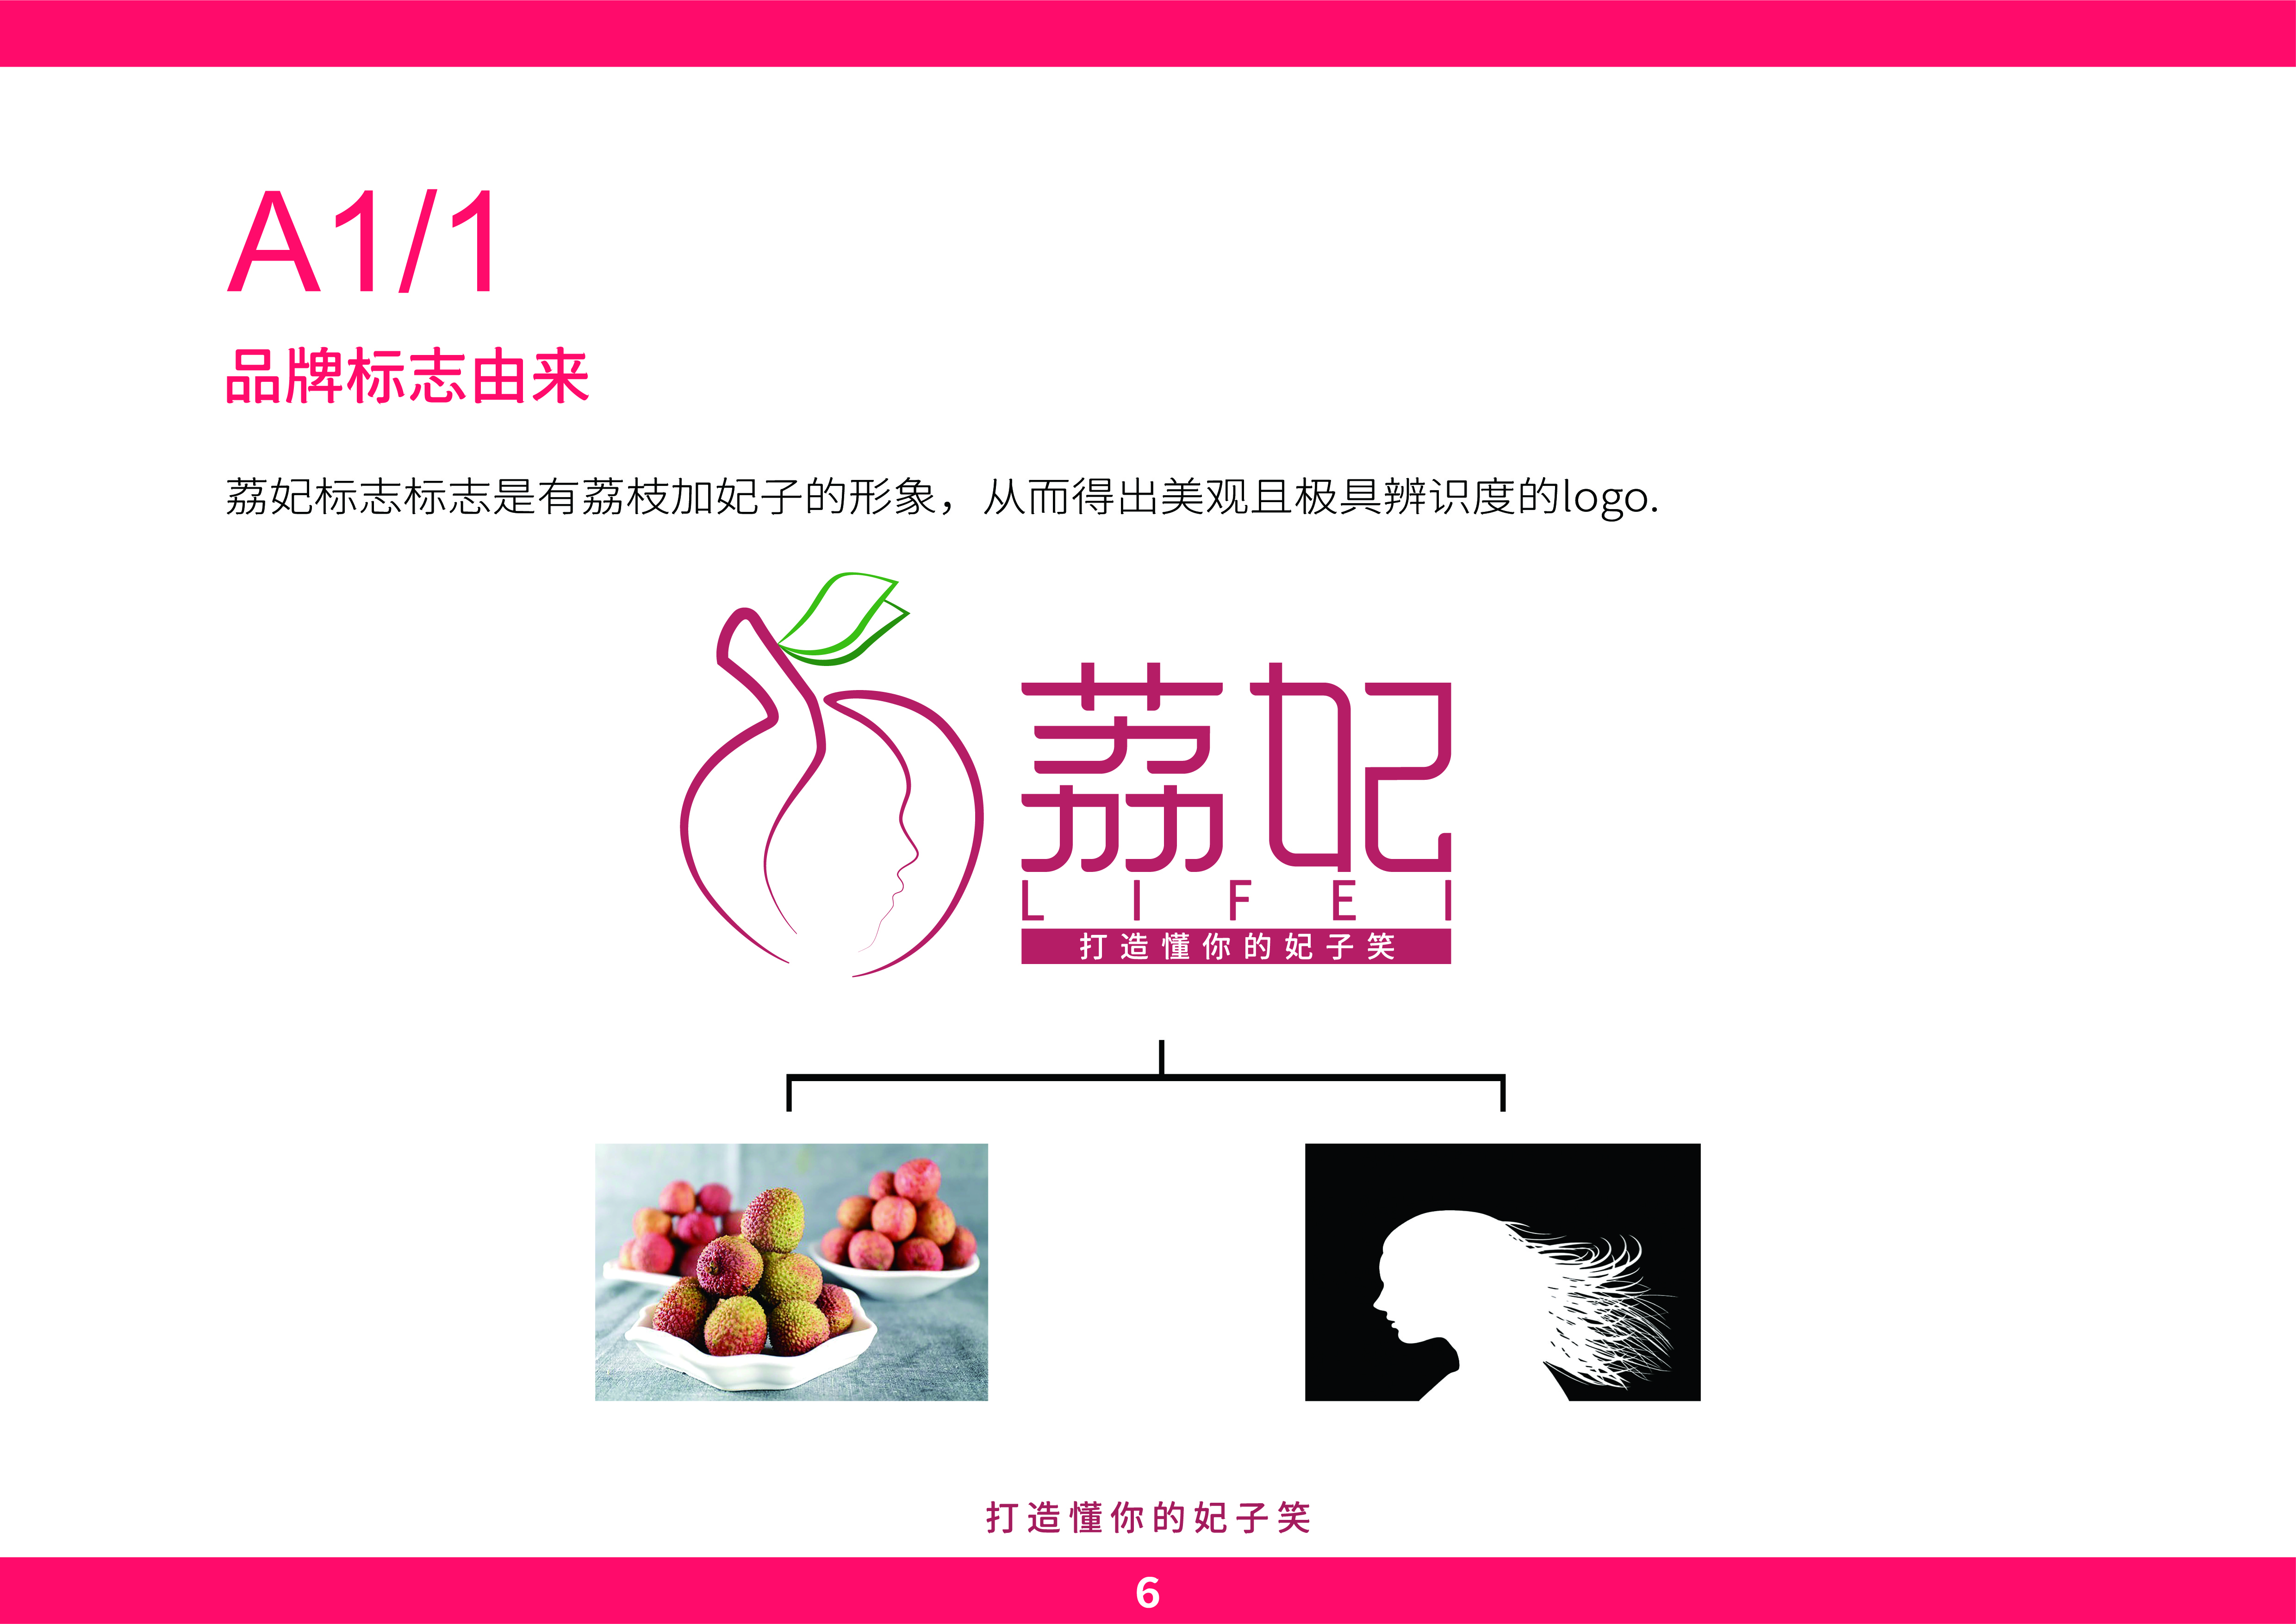 A1/1
品牌标志由来
荔妃标志标志是有荔枝加妃子的形象，从而得出美观且极具辨识度的logo.
荔妃
LIFEI
打造懂你的妃子笑
打造懂你的妃子笑
6